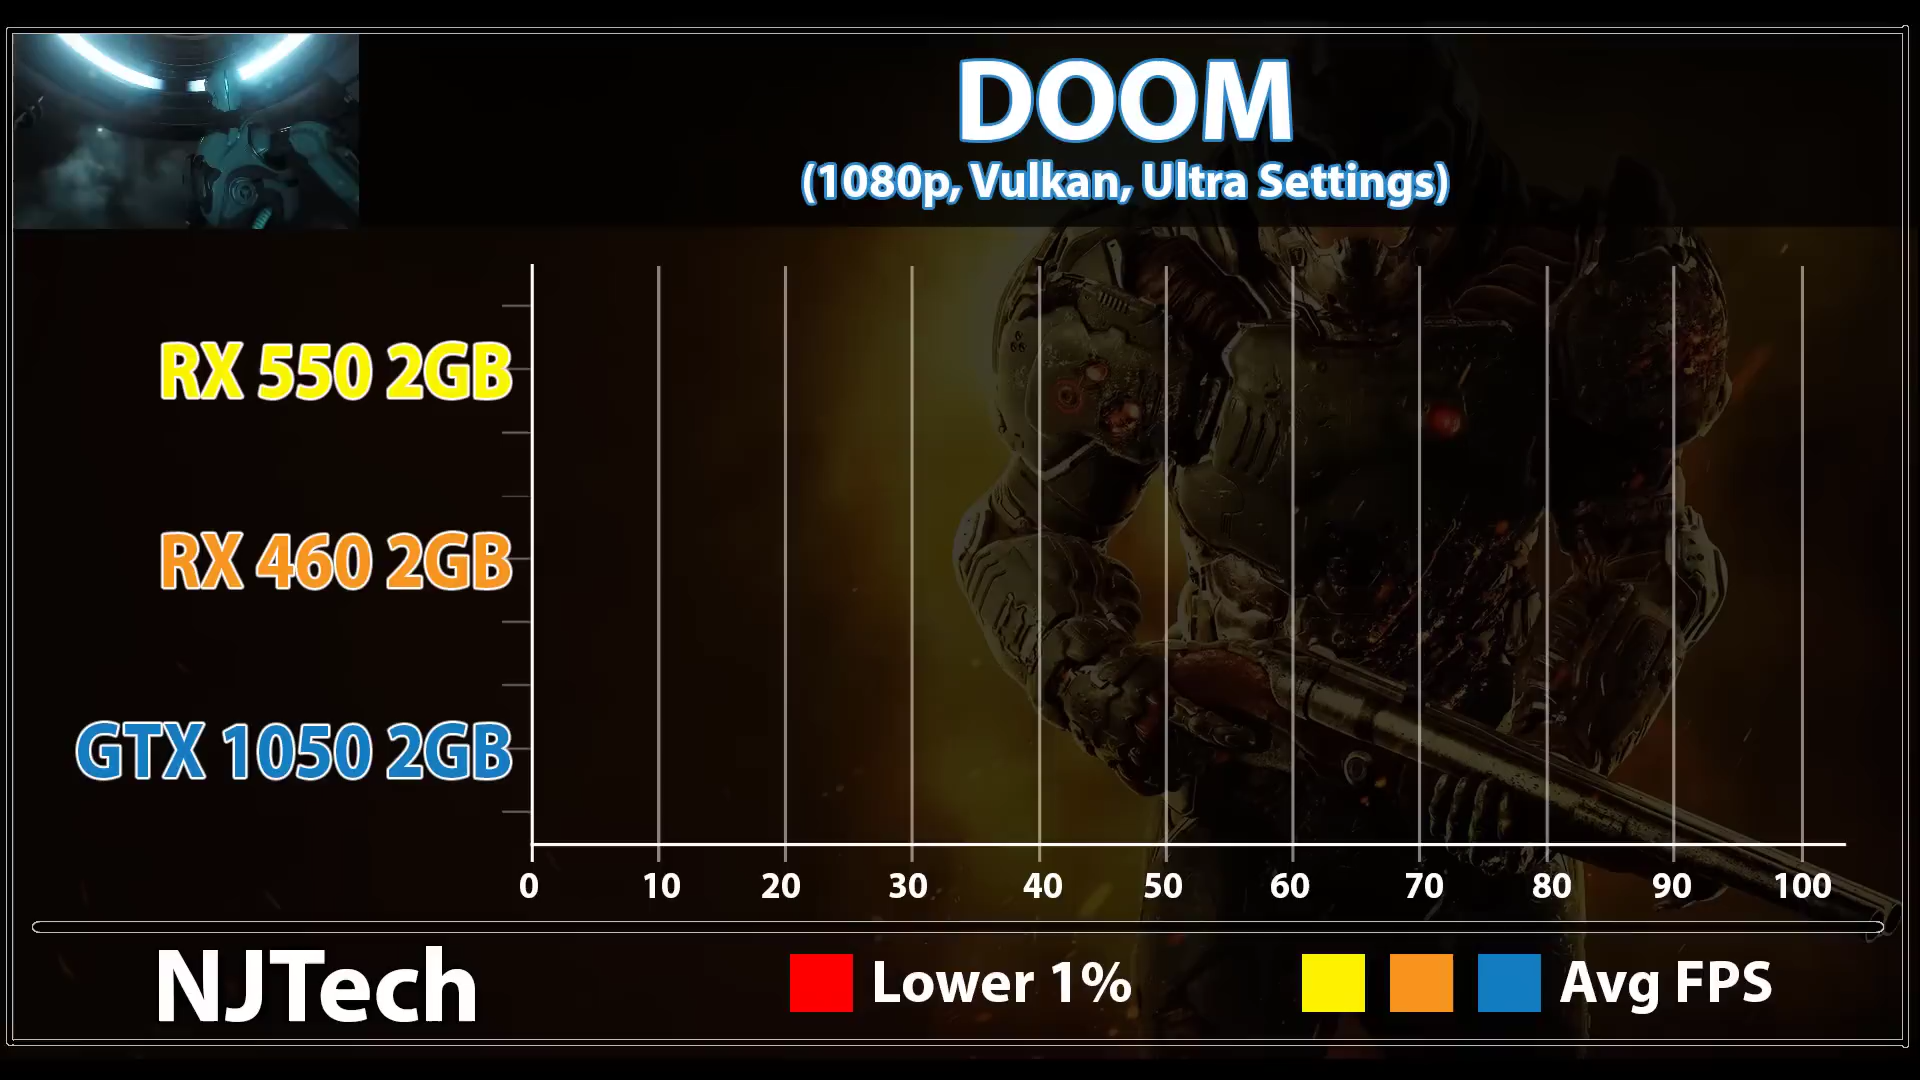 DOOM
(1080p, Vulkan, Ultra Settings)
RX 550 2GB
RX 460 2GB
GTX 1050 2GB
0 10 20 30 40 50 60 70 80 90 100
NJTech
Lower 1%
Avg FPS